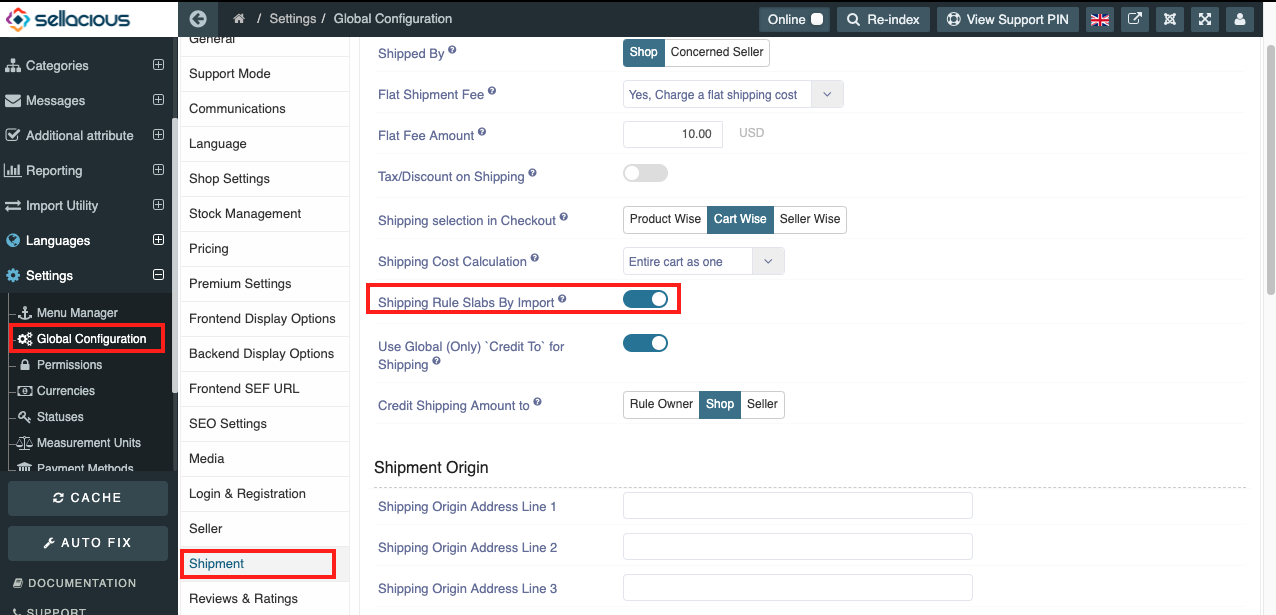 sellacious
/ Settings / Global Configuration
Online
Re-index
View Support PIN
Categories
Messages
Additional attribute
Reporting
Import Utility
Languages
Settings
Menu Manager
Global Configuration
Permissions
Currencies
Statuses
Measurement Units
Payment Methods
CACHE
AUTO FIX
DOCUMENTATION
SUPPORT
General
Support Mode
Communications
Language
Shop Settings
Stock Management
Pricing
Premium Settings
Frontend Display Options
Backend Display Options
Frontend SEF URL
SEO Settings
Media
Login & Registration
Seller
Shipment
Reviews & Ratings
Shipped By ? Shop Concerned Seller
Flat Shipment Fee ? Yes, Charge a flat shipping cost
Flat Fee Amount ? 10.00 USD
Tax/Discount on Shipping ?
Shipping selection in Checkout ? Product Wise Cart Wise Seller Wise
Shipping Cost Calculation ? Entire cart as one
Shipping Rule Slabs By Import ?
Use Global (Only) `Credit To` for
Shipping ?
Credit Shipping Amount to ? Rule Owner Shop Seller
Shipment Origin
Shipping Origin Address Line 1
Shipping Origin Address Line 2
Shipping Origin Address Line 3